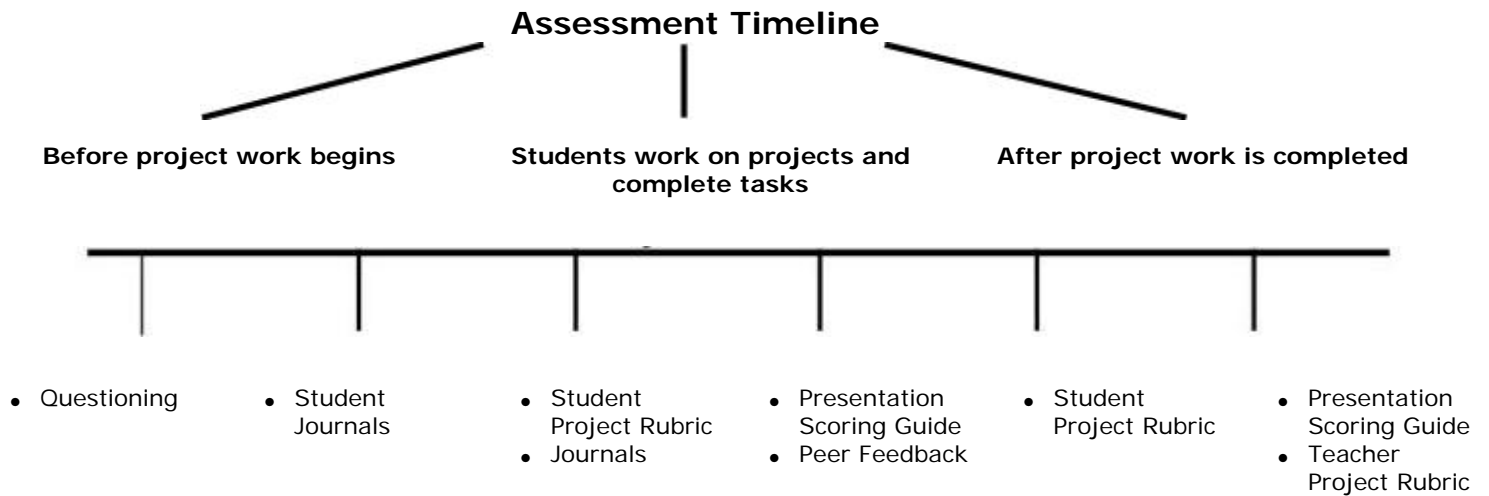 Assessment Timeline
Before project work begins
Students work on projects and
complete tasks
After project work is completed
• Questioning
• Student
Journals
• Student
Project Rubric
• Journals
• Presentation
Scoring Guide
• Peer Feedback
• Student
Project Rubric
• Presentation
Scoring Guide
• Teacher
Project Rubric